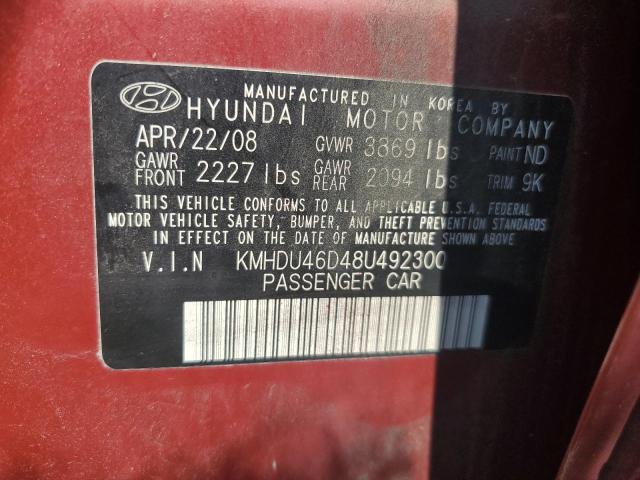 MANUFACTURED IN KOREA BY
HYUNDAI MOTOR COMPANY
APR/22/08 GVWR 3869 lbs PAINT ND
GAWR FRONT 2227 lbs GAWR REAR 2094 lbs TRIM 9K
THIS VEHICLE CONFORMS TO ALL APPLICABLE U.S.A. FEDERAL
MOTOR VEHICLE SAFETY, BUMPER, AND THEFT PREVENTION STANDARDS
IN EFFECT ON THE DATE OF MANUFACTURE SHOWN ABOVE.
V.I.N KMHDU46D48U492300
PASSENGER CAR